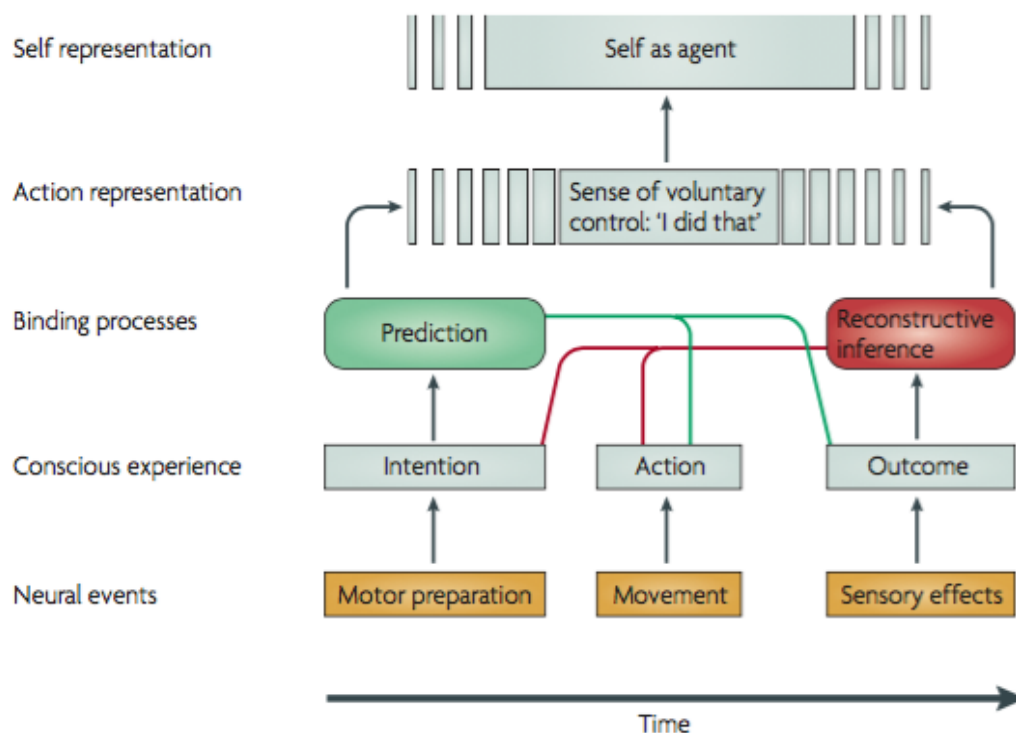 Self representation
Self as agent
Action representation
Sense of voluntary
control: 'I did that'
Binding processes
Prediction
Reconstructive
inference
Conscious experience
Intention
Action
Outcome
Neural events
Motor preparation
Movement
Sensory effects
Time